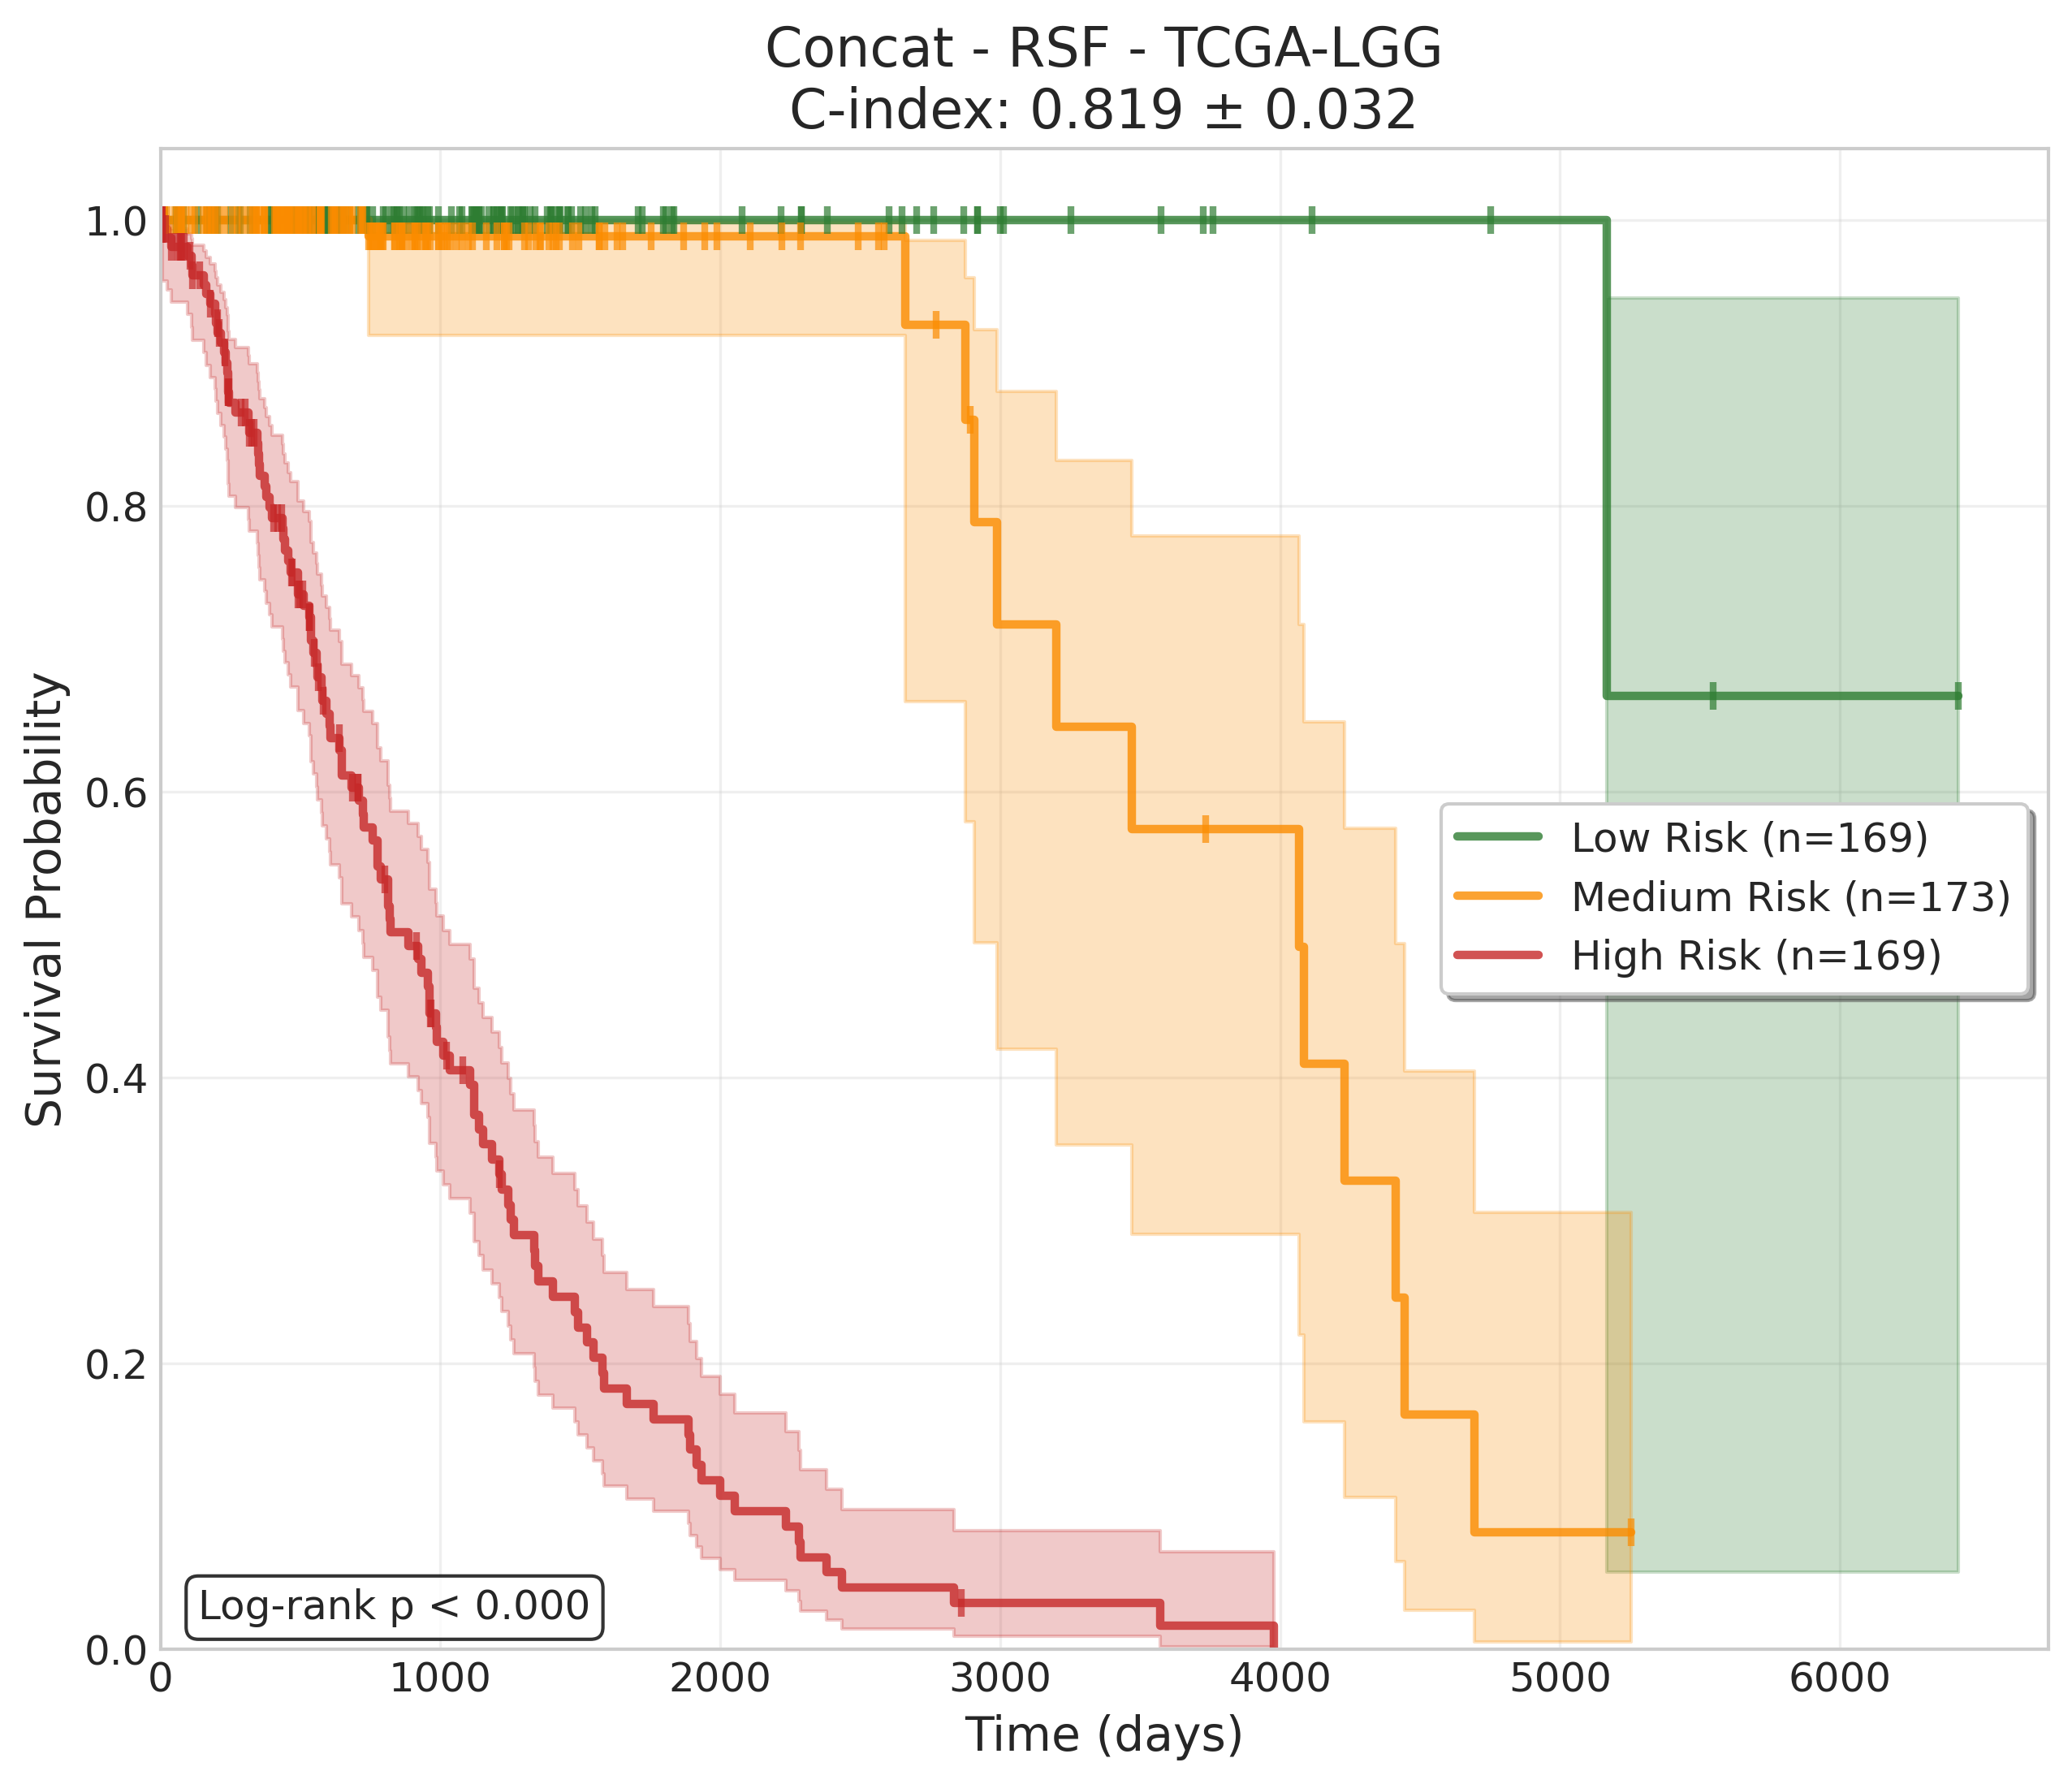 Concat - RSF - TCGA-LGG
C-index: 0.819 ± 0.032
Survival Probability
1.0
0.8
0.6
0.4
0.2
0.0
Low Risk (n=169)
Medium Risk (n=173)
High Risk (n=169)
Log-rank p < 0.000
0
1000
2000
3000
4000
5000
6000
Time (days)